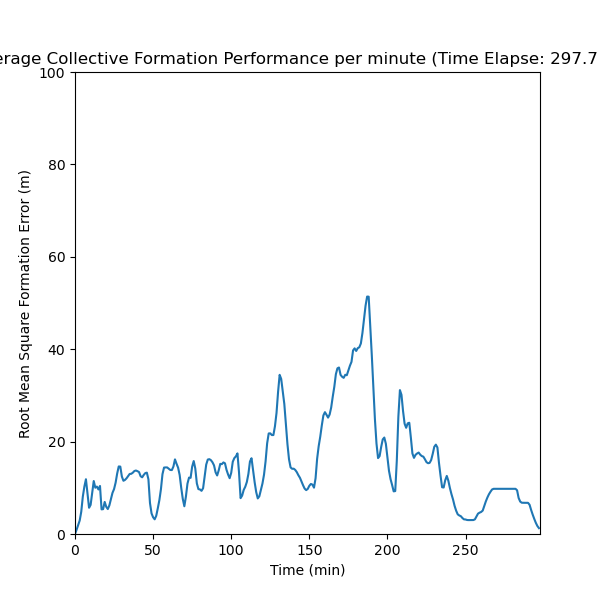 erage Collective Formation Performance per minute (Time Elapse: 297.7
100
80
60
40
20
0
Root Mean Square Formation Error (m)
0 50 100 150 200 250
Time (min)